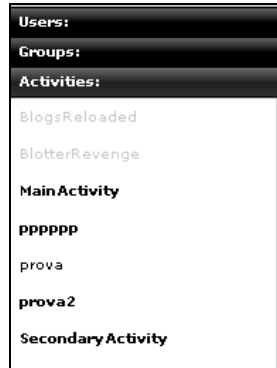 Users:
Groups:
Activities:
BlogsReloaded
BlotterRevenge
MainActivity
pppppp
prova
prova2
SecondaryActivity